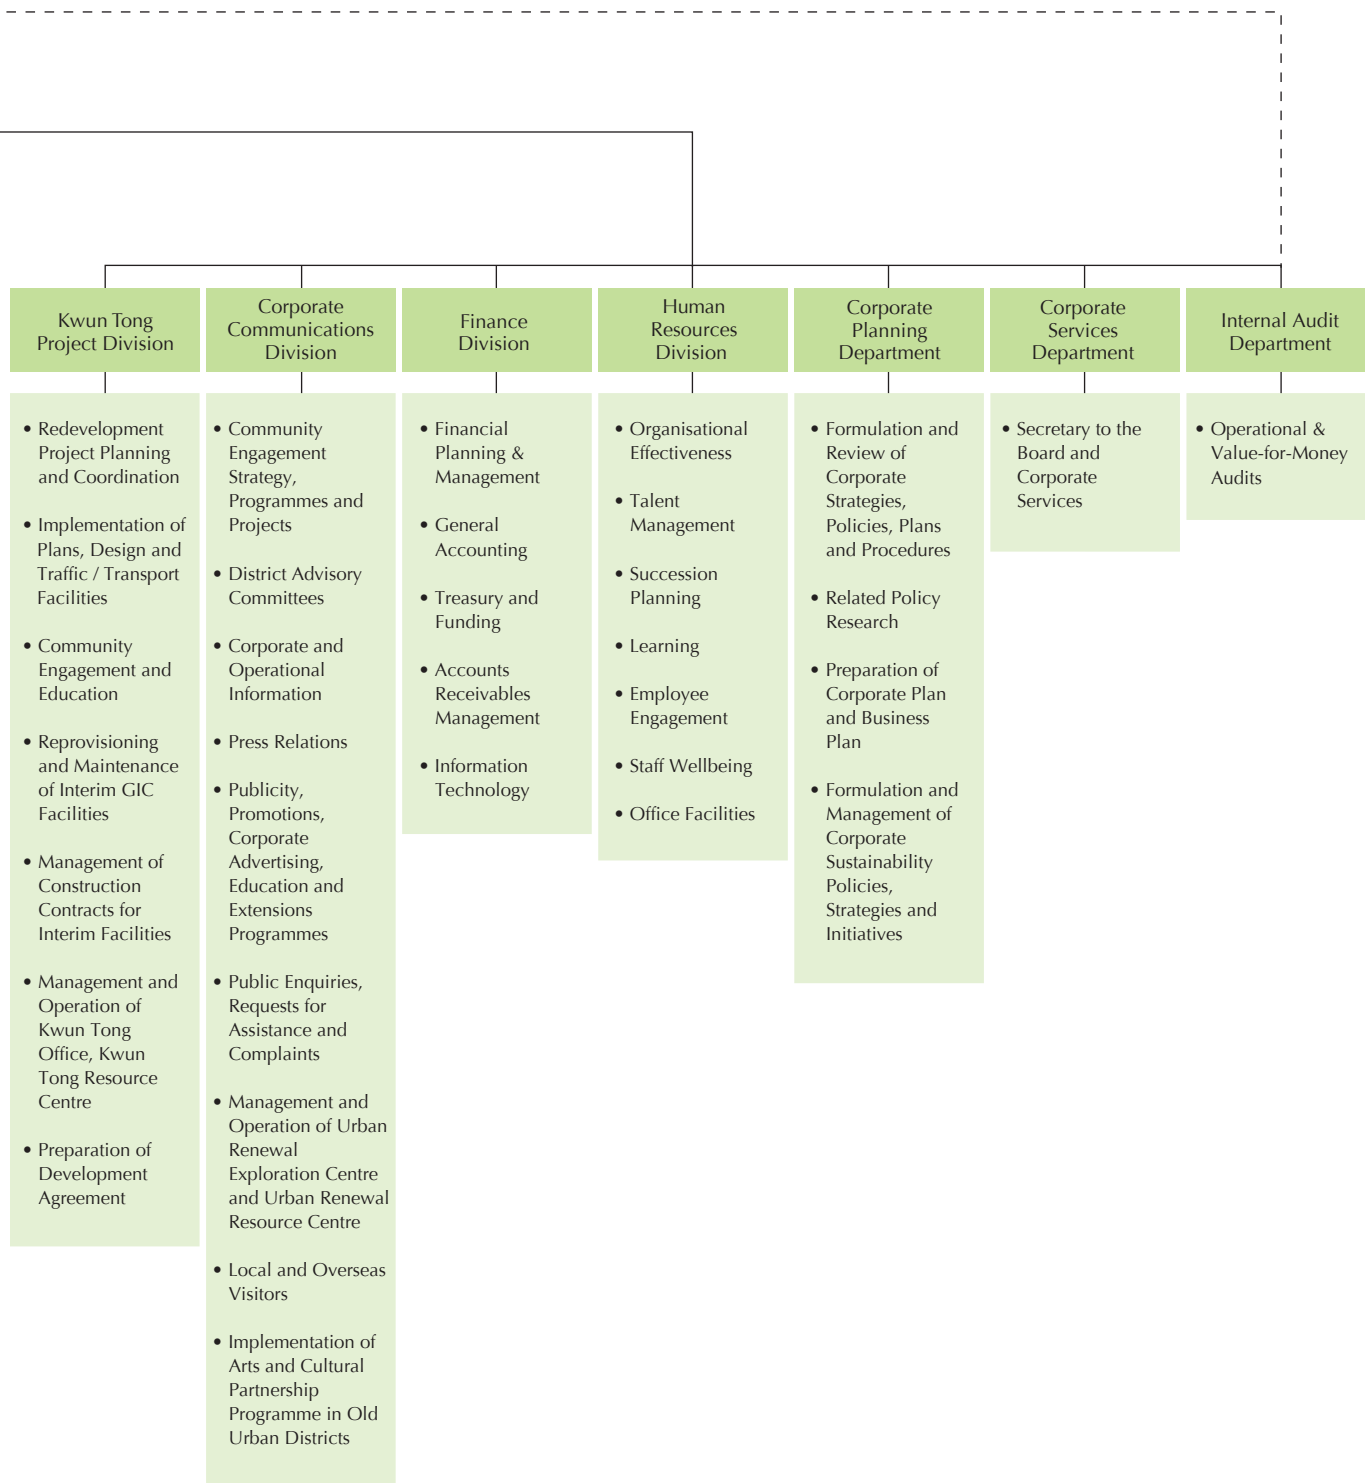 Kwun Tong
Project Division
Corporate
Communications
Division
Finance
Division
Human
Resources
Division
Corporate
Planning
Department
Corporate
Services
Department
Internal Audit
Department
• Redevelopment
Project Planning
and Coordination
• Implementation of
Plans, Design and
Traffic / Transport
Facilities
• Community
Engagement and
Education
• Reprovisioning
and Maintenance
of Interim GIC
Facilities
• Management of
Construction
Contracts for
Interim Facilities
• Management and
Operation of
Kwun Tong
Office, Kwun
Tong Resource
Centre
• Preparation of
Development
Agreement
• Community
Engagement
Strategy,
Programmes and
Projects
• District Advisory
Committees
• Corporate and
Operational
Information
• Press Relations
• Publicity,
Promotions,
Corporate
Advertising,
Education and
Extensions
Programmes
• Public Enquiries,
Requests for
Assistance and
Complaints
• Management and
Operation of Urban
Renewal
Exploration Centre
and Urban Renewal
Resource Centre
• Local and Overseas
Visitors
• Implementation of
Arts and Cultural
Partnership
Programme in Old
Urban Districts
• Financial
Planning &
Management
• General
Accounting
• Treasury and
Funding
• Accounts
Receivables
Management
• Information
Technology
• Organisational
Effectiveness
• Talent
Management
• Succession
Planning
• Learning
• Employee
Engagement
• Staff Wellbeing
• Office Facilities
• Formulation and
Review of
Corporate
Strategies,
Policies, Plans
and Procedures
• Related Policy
Research
• Preparation of
Corporate Plan
and Business
Plan
• Formulation and
Management of
Corporate
Sustainability
Policies,
Strategies and
Initiatives
• Secretary to the
Board and
Corporate
Services
• Operational &
Value-for-Money
Audits